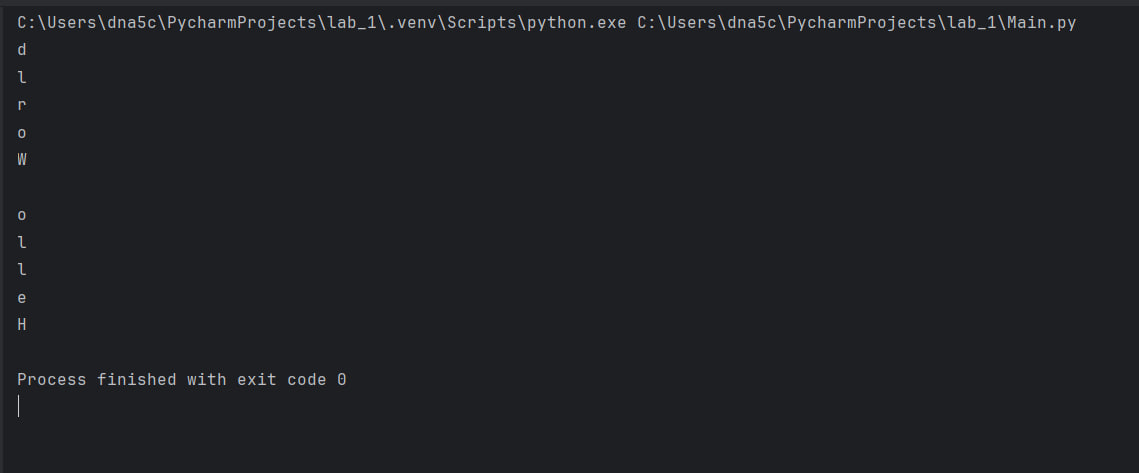 C:\Users\dna5c\PycharmProjects\lab_1\.venv\Scripts\python.exe C:\Users\dna5c\PycharmProjects\lab_1\Main.py
d
l
r
o
W

o
l
l
e
H

Process finished with exit code 0